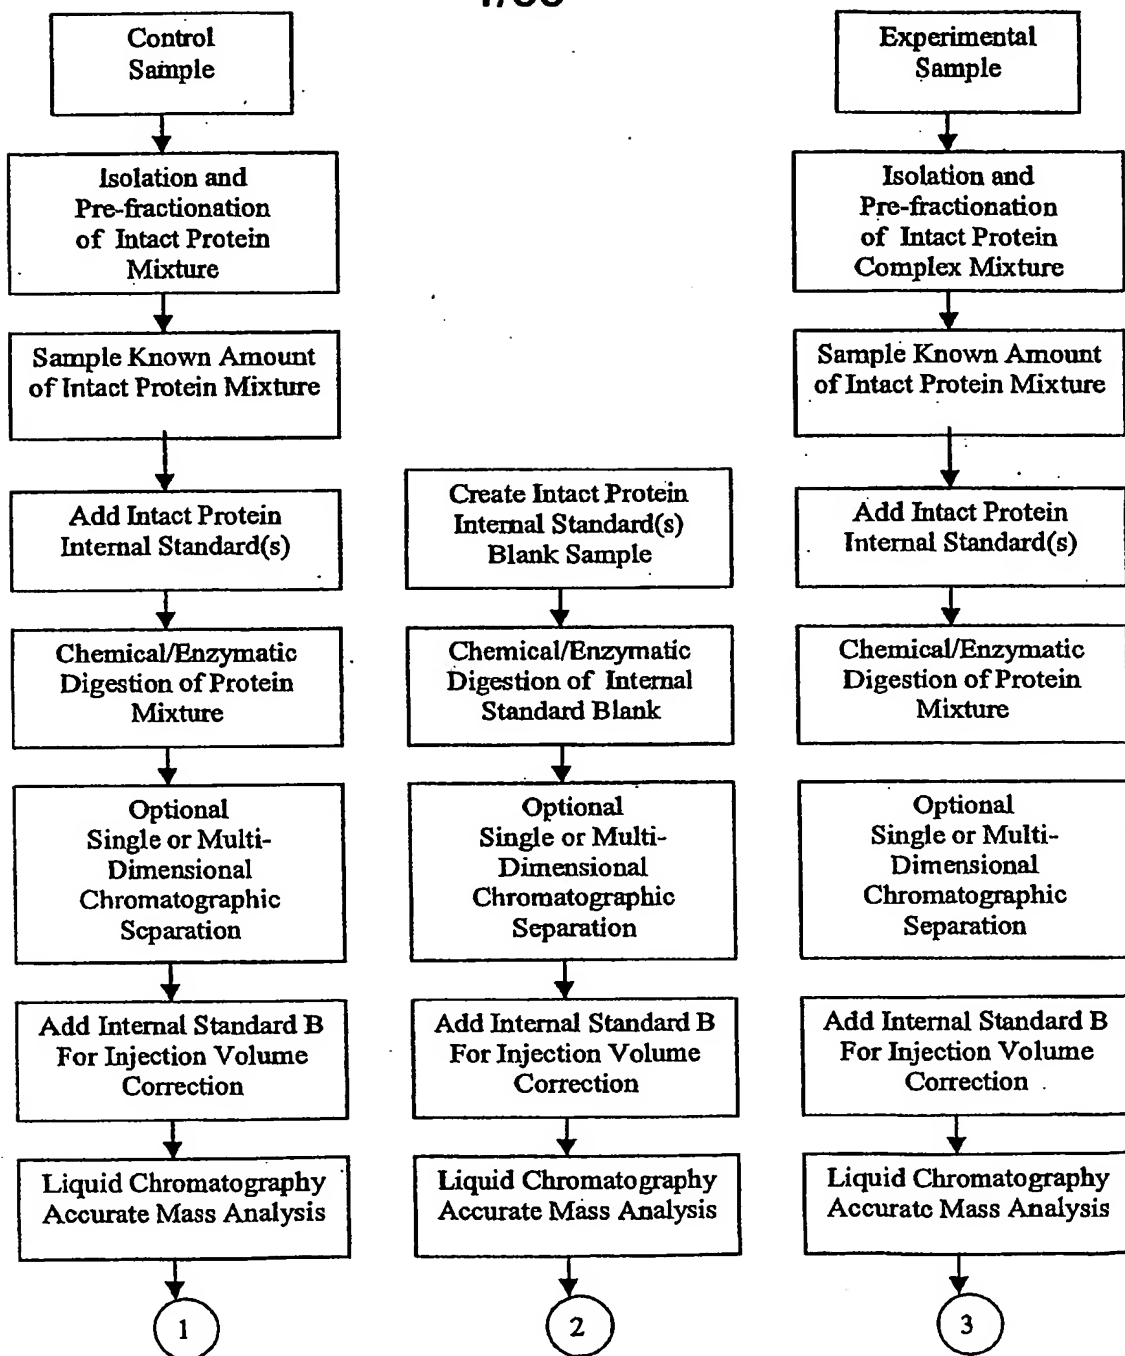 Control
Sample
Isolation and
Pre-fractionation
of Intact Protein
Mixture
Sample Known Amount
of Intact Protein Mixture
Add Intact Protein
Internal Standard(s)
Chemical/Enzymatic
Digestion of Protein
Mixture
Optional
Single or Multi-
Dimensional
Chromatographic
Separation
Add Internal Standard B
For Injection Volume
Correction
Liquid Chromatography
Accurate Mass Analysis
1
Create Intact Protein
Internal Standard(s)
Blank Sample
Chemical/Enzymatic
Digestion of Internal
Standard Blank
Optional
Single or Multi-
Dimensional
Chromatographic
Separation
Add Internal Standard B
For Injection Volume
Correction
Liquid Chromatography
Accurate Mass Analysis
2
Experimental
Sample
Isolation and
Pre-fractionation
of Intact Protein
Complex Mixture
Sample Known Amount
of Intact Protein Mixture
Add Intact Protein
Internal Standard(s)
Chemical/Enzymatic
Digestion of Protein
Mixture
Optional
Single or Multi-
Dimensional
Chromatographic
Separation
Add Internal Standard B
For Injection Volume
Correction
Liquid Chromatography
Accurate Mass Analysis
3